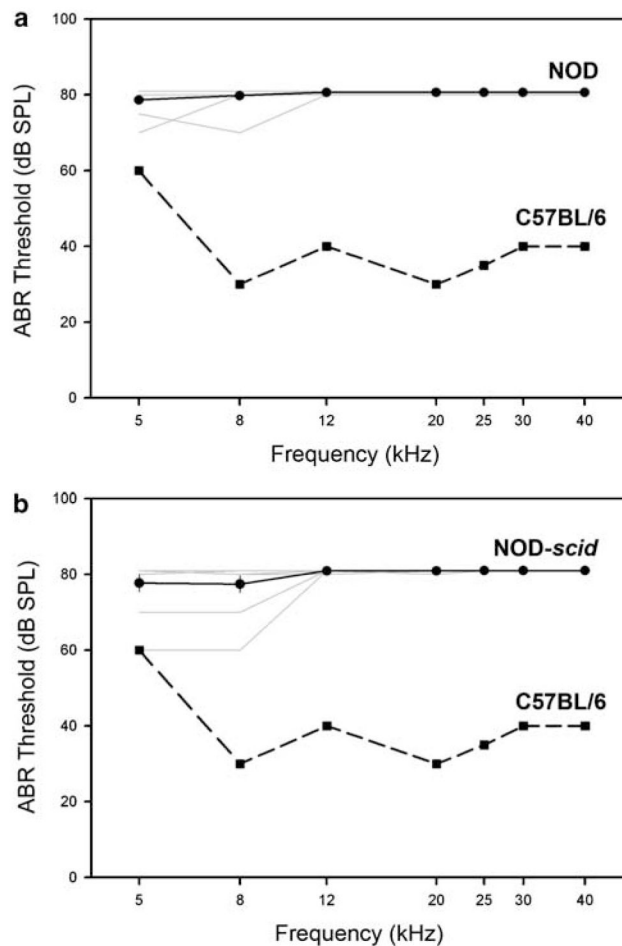 a
100
80
60
40
20
0
ABR Threshold (dB SPL)
NOD
C57BL/6
5 8 12 20 25 30 40
Frequency (kHz)
b
100
80
60
40
20
0
ABR Threshold (dB SPL)
NOD-scid
C57BL/6
5 8 12 20 25 30 40
Frequency (kHz)